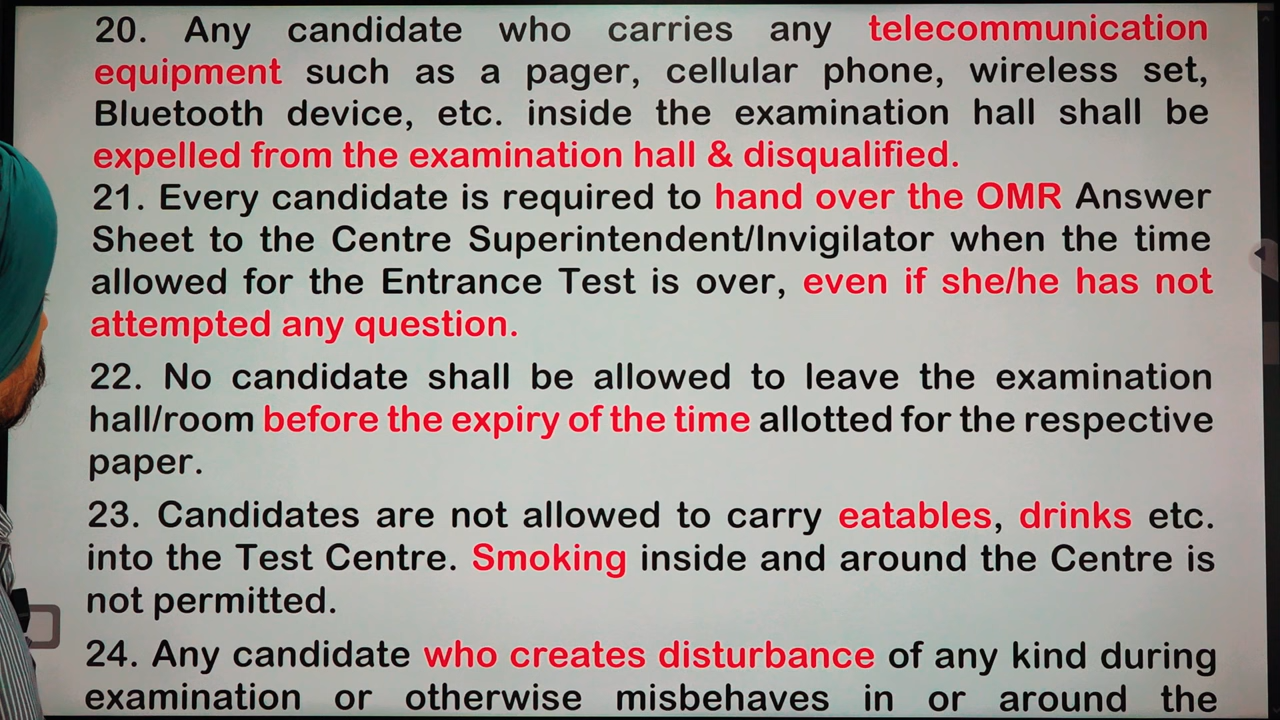 20. Any candidate who carries any telecommunication
equipment such as a pager, cellular phone, wireless set,
Bluetooth device, etc. inside the examination hall shall be
expelled from the examination hall & disqualified.
21. Every candidate is required to hand over the OMR Answer
Sheet to the Centre Superintendent/Invigilator when the time
allowed for the Entrance Test is over, even if she/he has not
attempted any question.
22. No candidate shall be allowed to leave the examination
hall/room before the expiry of the time allotted for the respective
paper.
23. Candidates are not allowed to carry eatables, drinks etc.
into the Test Centre. Smoking inside and around the Centre is
not permitted.
24. Any candidate who creates disturbance of any kind during
examination or otherwise misbehaves in or around the